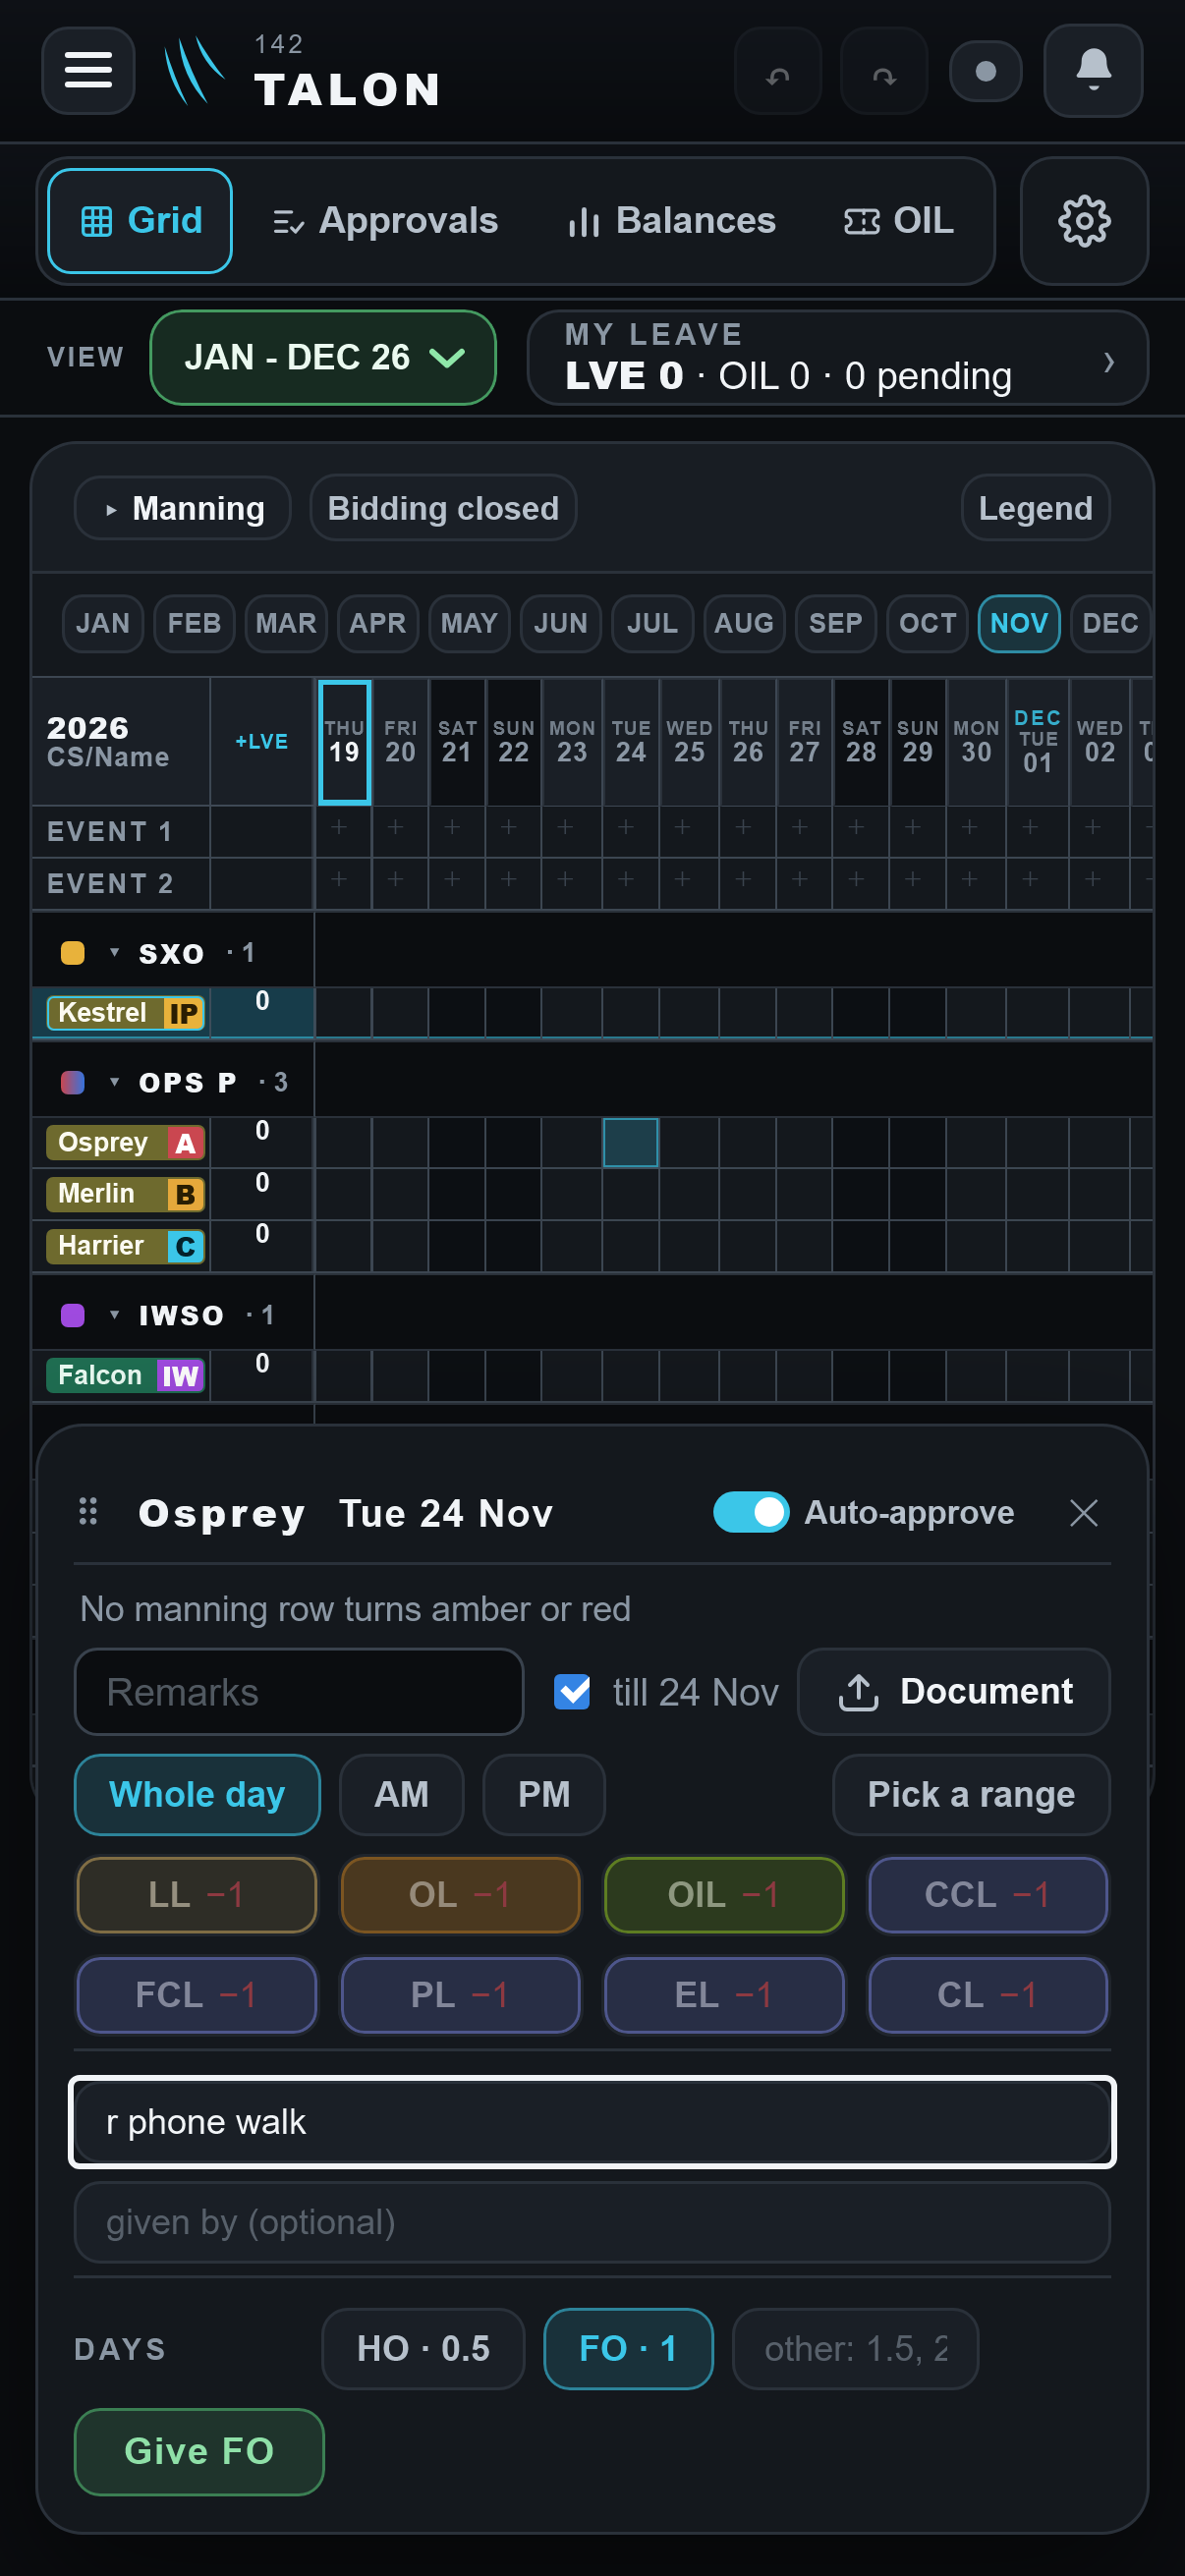 142
TALON
Grid
Approvals
Balances
OIL
VIEW
JAN - DEC 26
MY LEAVE
LVE 0 · OIL 0 · 0 pending
Manning
Bidding closed
Legend
JAN FEB MAR APR MAY JUN JUL AUG SEP OCT NOV DEC
2026
CS/Name
+LVE
THU 19
FRI 20
SAT 21
SUN 22
MON 23
TUE 24
WED 25
THU 26
FRI 27
SAT 28
SUN 29
MON 30
DEC TUE 01
WED 02
EVENT 1
EVENT 2
SXO · 1
Kestrel IP 0
OPS P · 3
Osprey A 0
Merlin B 0
Harrier C 0
IWSO · 1
Falcon IW 0
Osprey Tue 24 Nov
Auto-approve
No manning row turns amber or red
Remarks
till 24 Nov
Document
Whole day
AM
PM
Pick a range
LL −1
OL −1
OIL −1
CCL −1
FCL −1
PL −1
EL −1
CL −1
r phone walk
given by (optional)
DAYS
HO · 0.5
FO · 1
other: 1.5, 2
Give FO